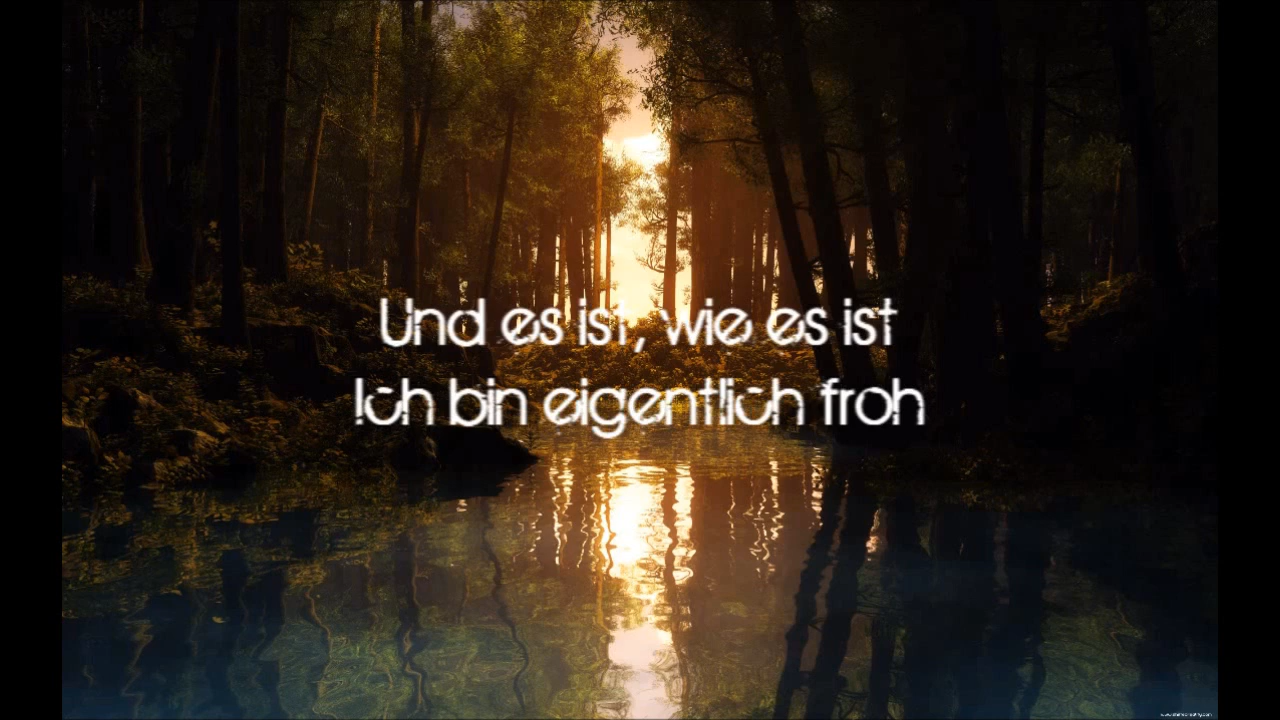 Und es ist, wie es ist
Ich bin eigentlich froh